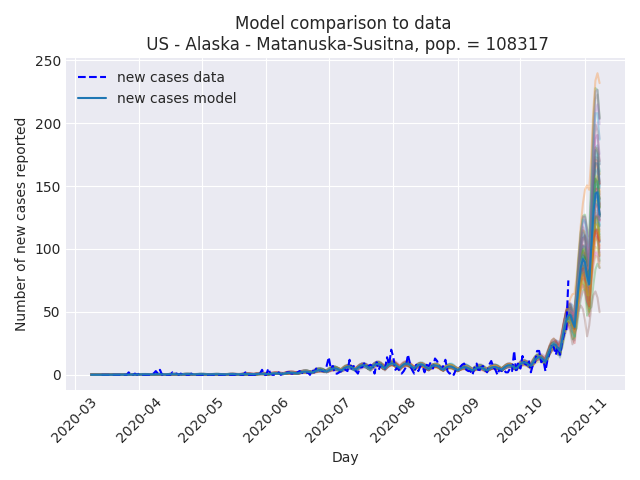 Model comparison to data
US - Alaska - Matanuska-Susitna, pop. = 108317
new cases data
new cases model
Number of new cases reported
250
200
150
100
50
0
2020-03
2020-04
2020-05
2020-06
2020-07
2020-08
2020-09
2020-10
2020-11
Day